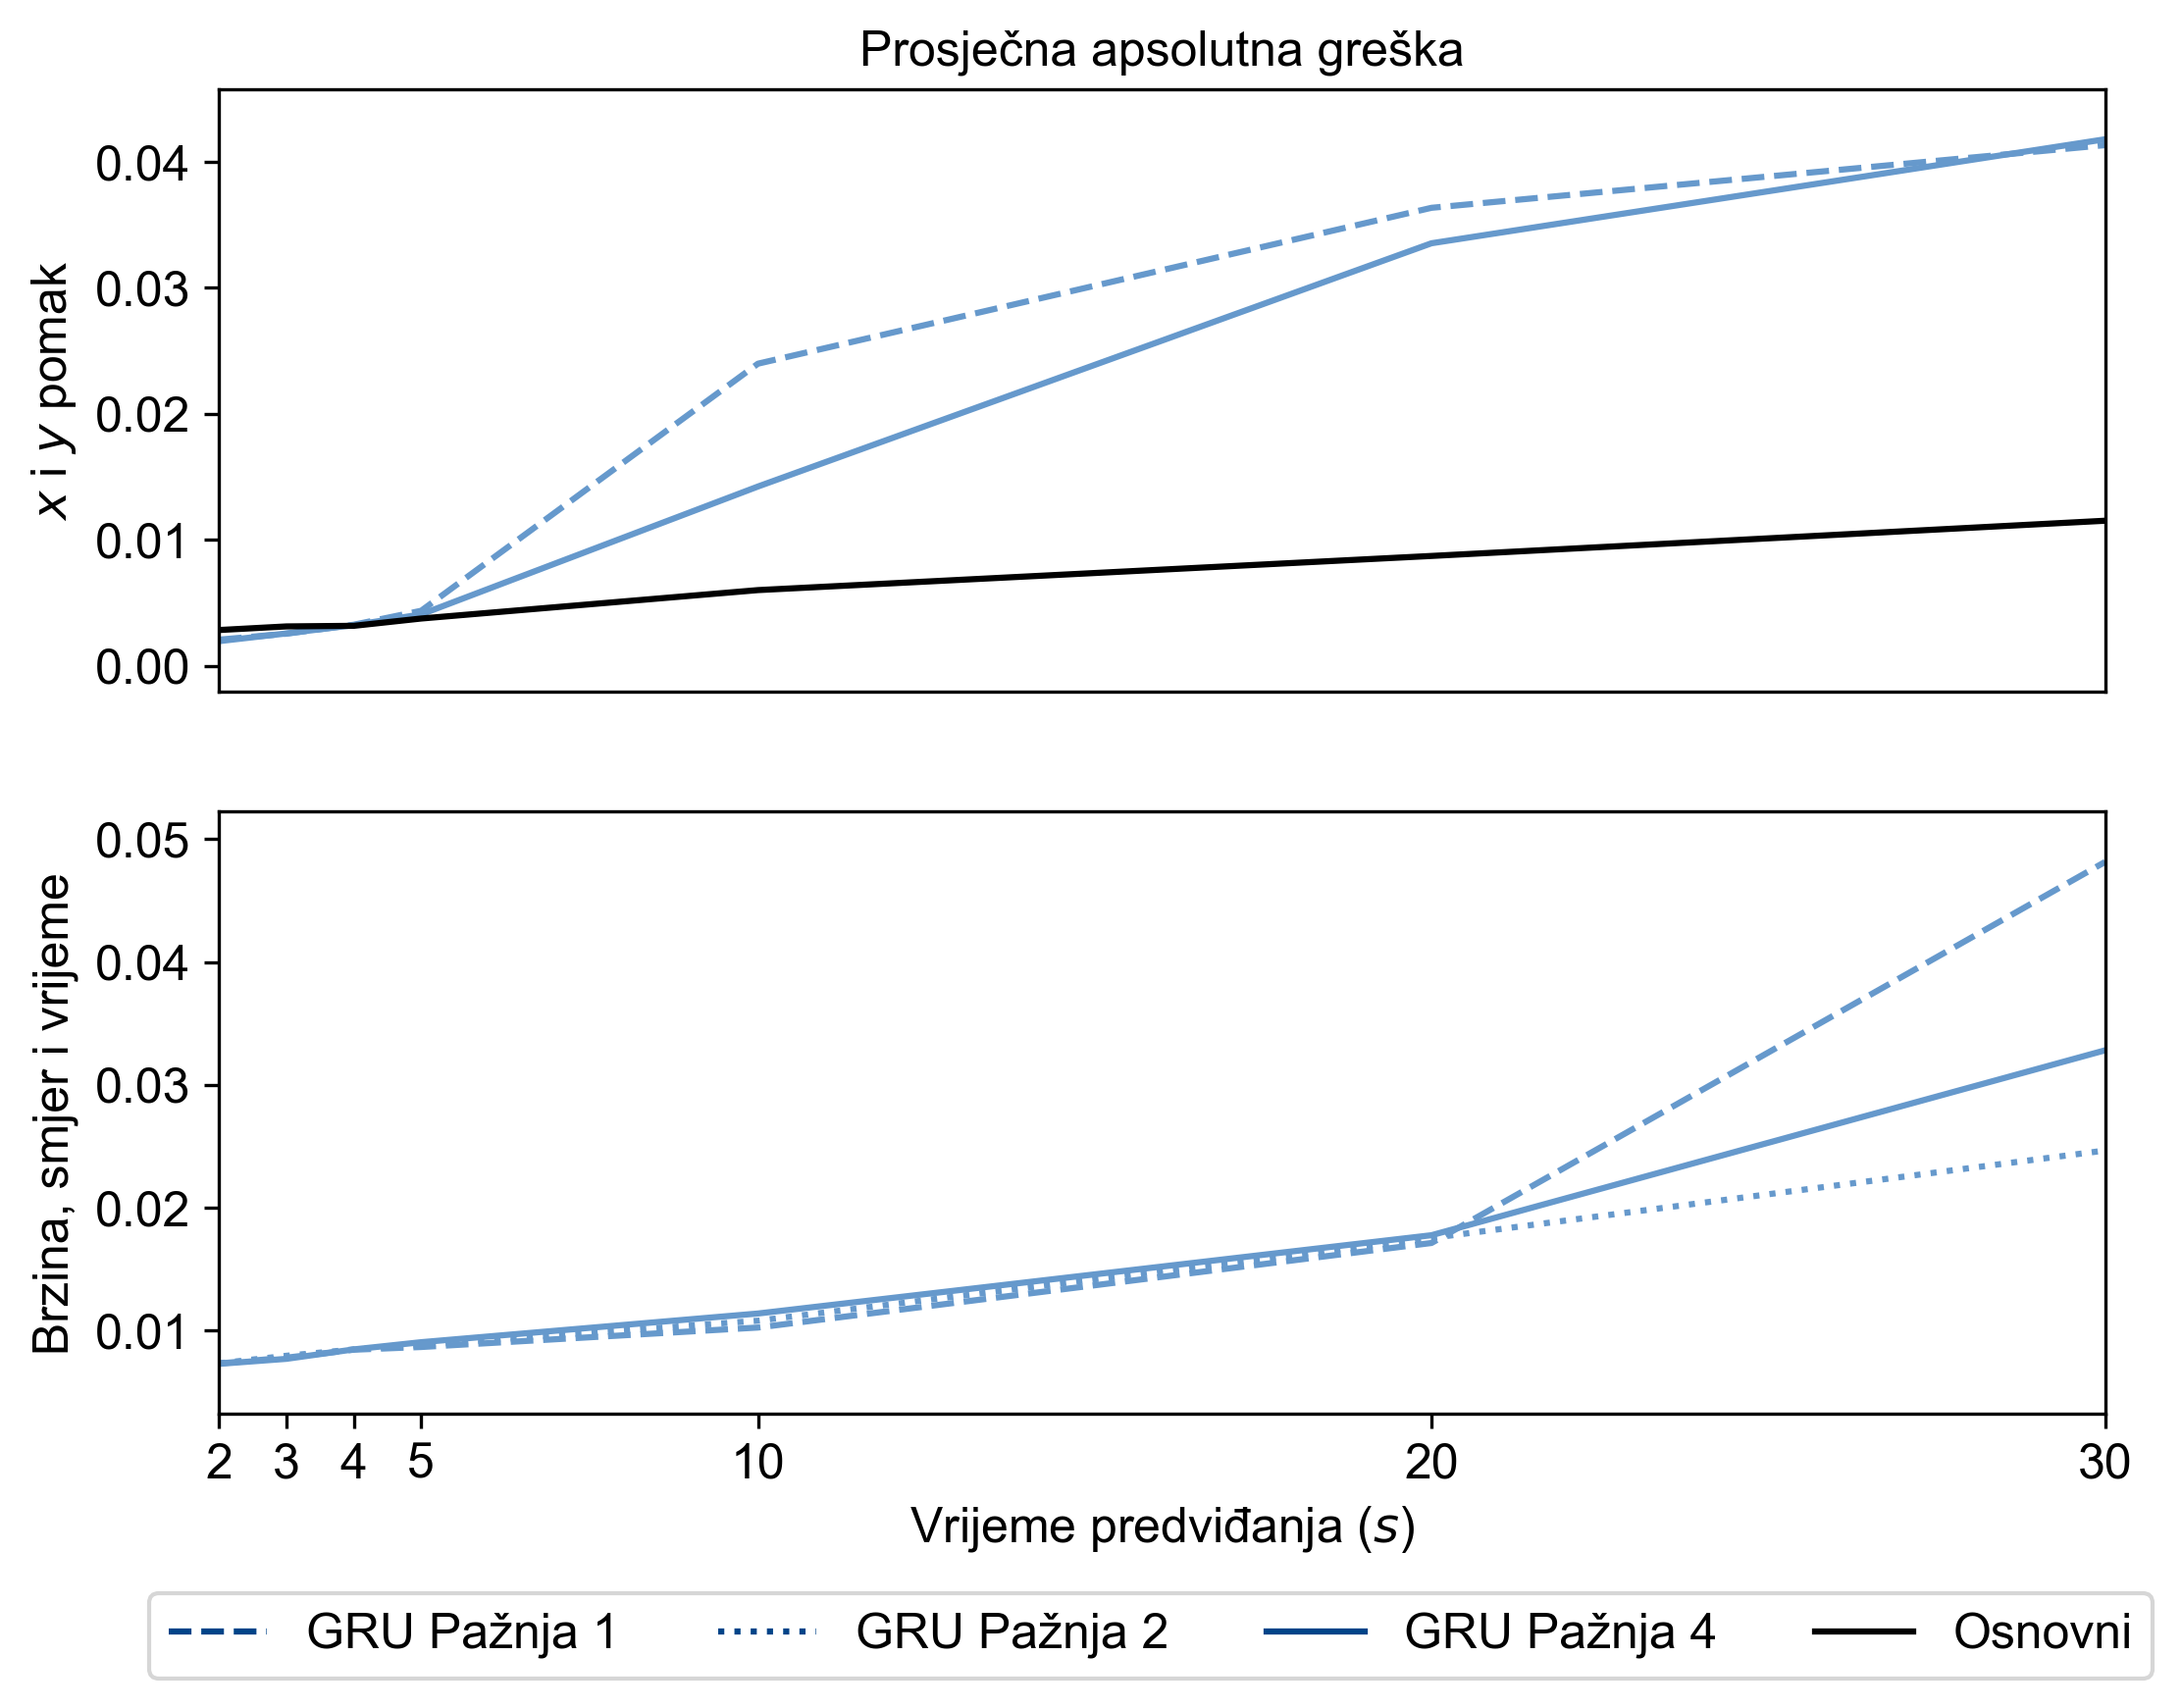 Prosječna apsolutna greška
x i y pomak
0.04
0.03
0.02
0.01
0.00
Brzina, smjer i vrijeme
0.05
0.04
0.03
0.02
0.01
2 3 4 5 10 20 30
Vrijeme predviđanja (s)
GRU Pažnja 1 GRU Pažnja 2 GRU Pažnja 4 Osnovni